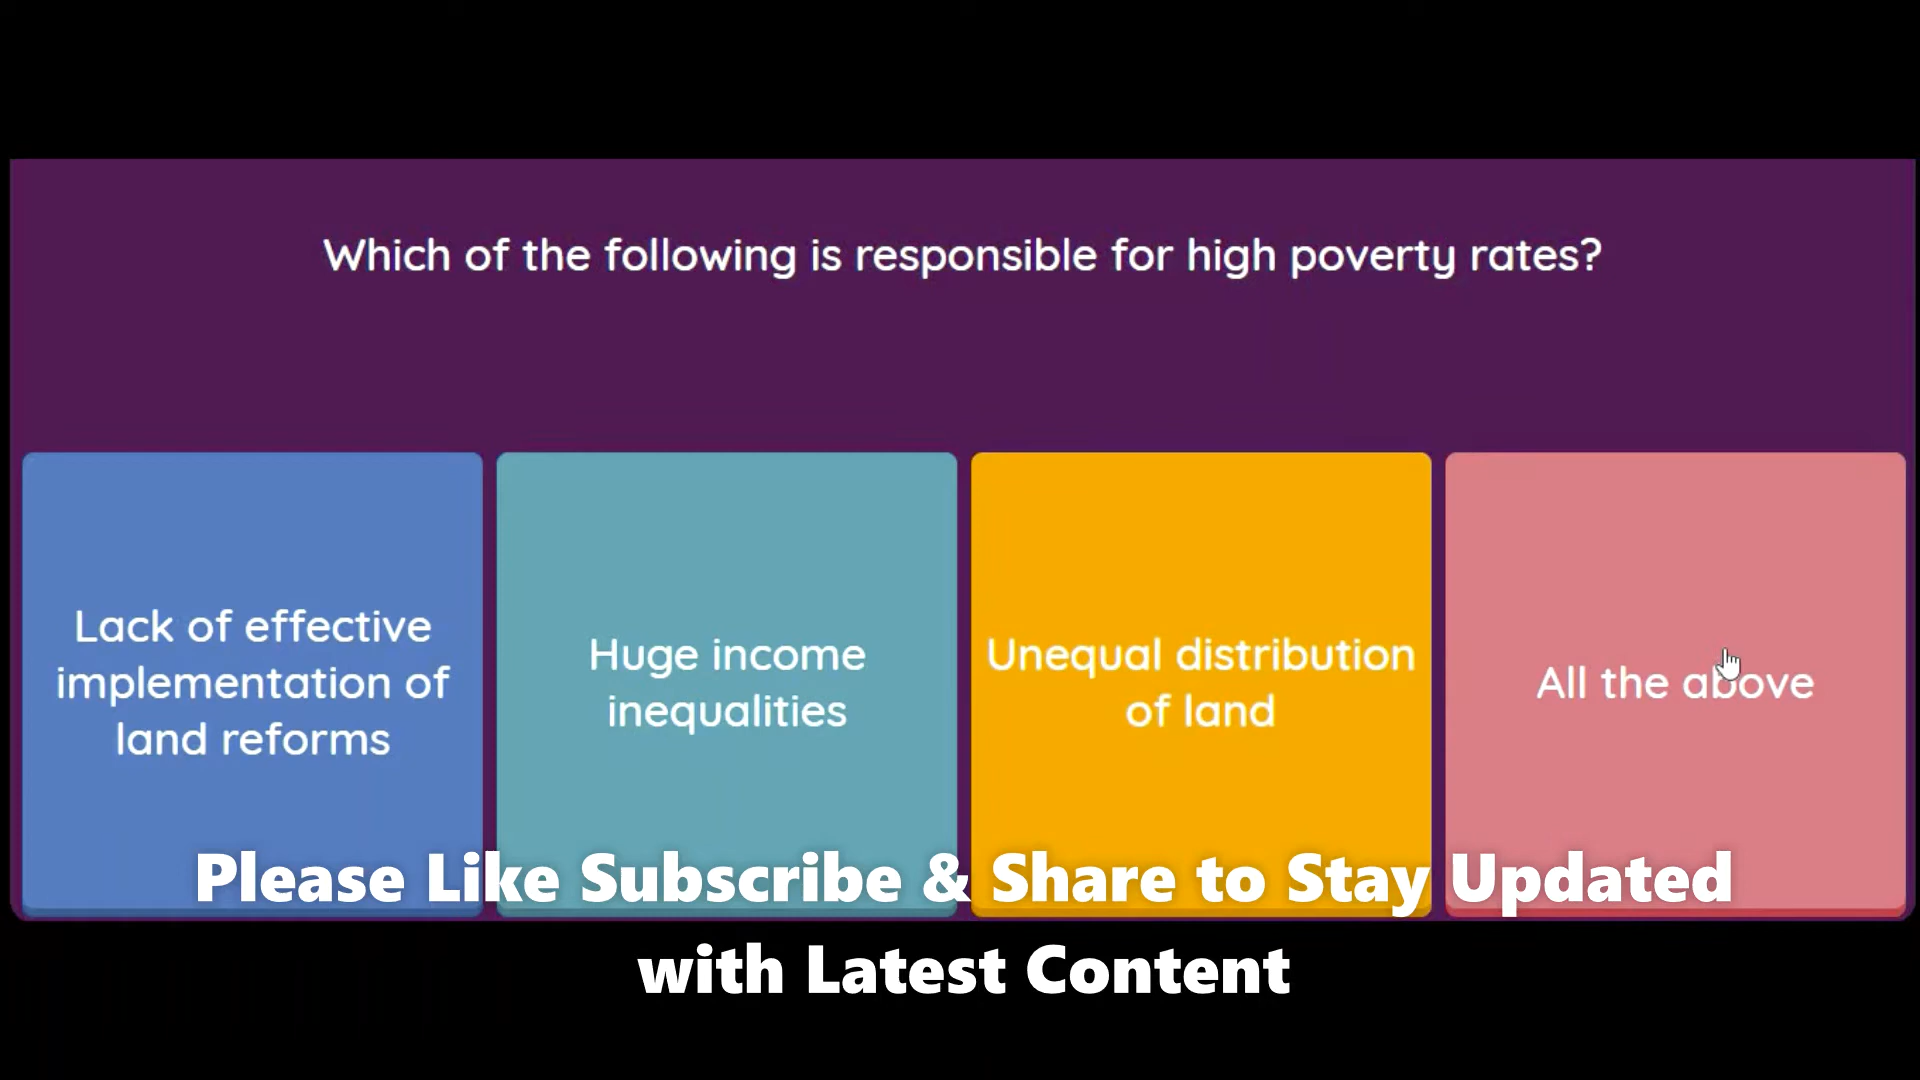 Which of the following is responsible for high poverty rates?
Lack of effective
implementation of
land reforms
Huge income
inequalities
Unequal distribution
of land
All the above
Please Like Subscribe & Share to Stay Updated
with Latest Content